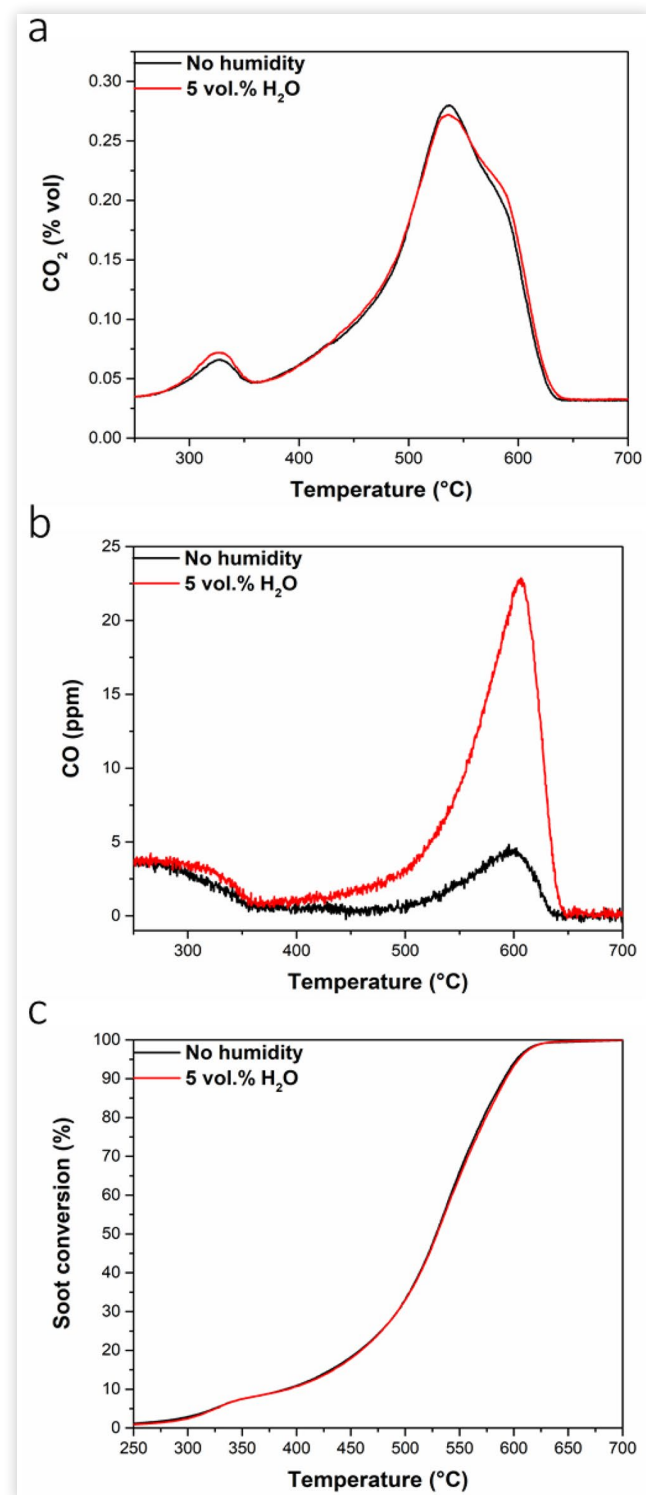 a
No humidity
5 vol.% H₂O
0.30
0.25
0.20
0.15
0.10
0.05
0.00
CO₂ (% vol)
300 400 500 600 700
Temperature (°C)
b
No humidity
5 vol.% H₂O
25
20
15
10
5
0
CO (ppm)
300 400 500 600 700
Temperature (°C)
c
No humidity
5 vol.% H₂O
100
90
80
70
60
50
40
30
20
10
0
Soot conversion (%)
250 300 350 400 450 500 550 600 650 700
Temperature (°C)